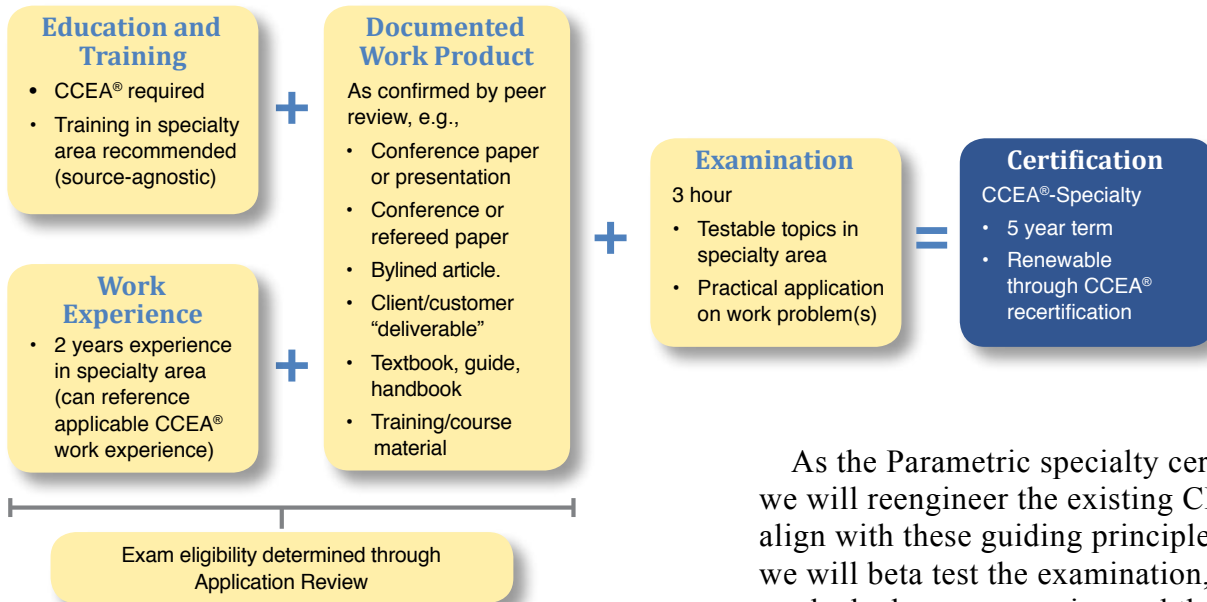 Education and
Training
• CCEA® required
• Training in specialty
area recommended
(source-agnostic)
+
Work
Experience
• 2 years experience
in specialty area
(can reference
applicable CCEA®
work experience)
+
Documented
Work Product
As confirmed by peer
review, e.g.,
• Conference paper
or presentation
• Conference or
refereed paper
• Bylined article.
• Client/customer
“deliverable”
• Textbook, guide,
handbook
• Training/course
material
+
Examination
3 hour
• Testable topics in
specialty area
• Practical application
on work problem(s)
=
Certification
CCEA®-Specialty
• 5 year term
• Renewable
through CCEA®
recertification
Exam eligibility determined through
Application Review
As the Parametric specialty cer
we will reengineer the existing
align with these guiding principle
we will beta test the examination,